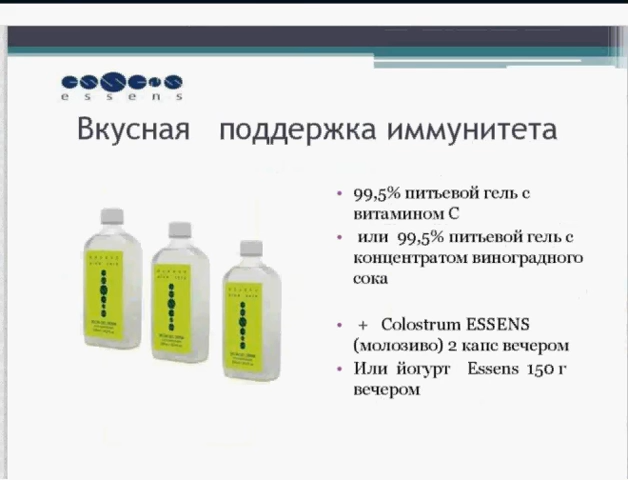 essens
essens
Вкусная поддержка иммунитета
• 99,5% питьевой гель с
витамином С
• или 99,5% питьевой гель с
концентратом виноградного
сока
• + Colostrum ESSENS
(молозиво) 2 капс вечером
• Или йогурт Essens 150 г
вечером